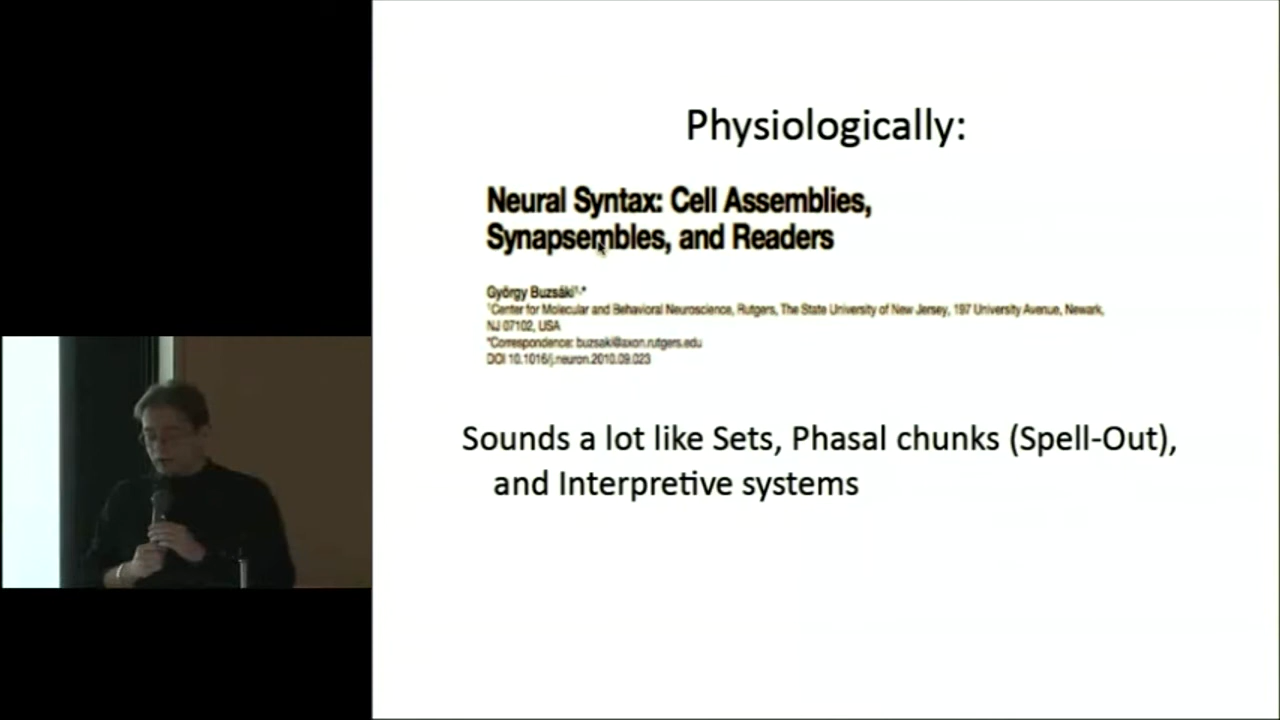 Physiologically:
Neural Syntax: Cell Assemblies,
Synapsembles, and Readers
György Buzsáki¹,*
¹Center for Molecular and Behavioral Neuroscience, Rutgers, The State University of New Jersey, 197 University Avenue, Newark,
NJ 07102, USA
*Correspondence: buzsaki@axon.rutgers.edu
DOI 10.1016/j.neuron.2010.09.023
Sounds a lot like Sets, Phasal chunks (Spell-Out),
and Interpretive systems